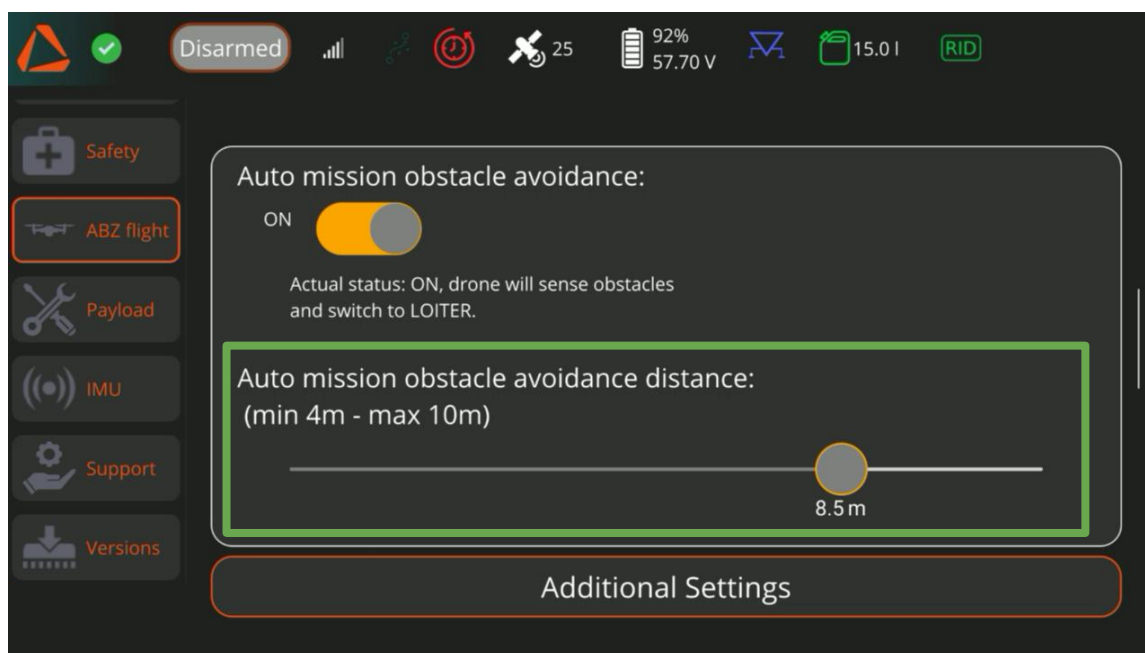 Disarmed
25
92%
57.70 V
15.0 l
RID
Safety
ABZ flight
Payload
IMU
Support
Versions
Auto mission obstacle avoidance:
ON
Actual status: ON, drone will sense obstacles
and switch to LOITER.
Auto mission obstacle avoidance distance:
(min 4m - max 10m)
8.5 m
Additional Settings